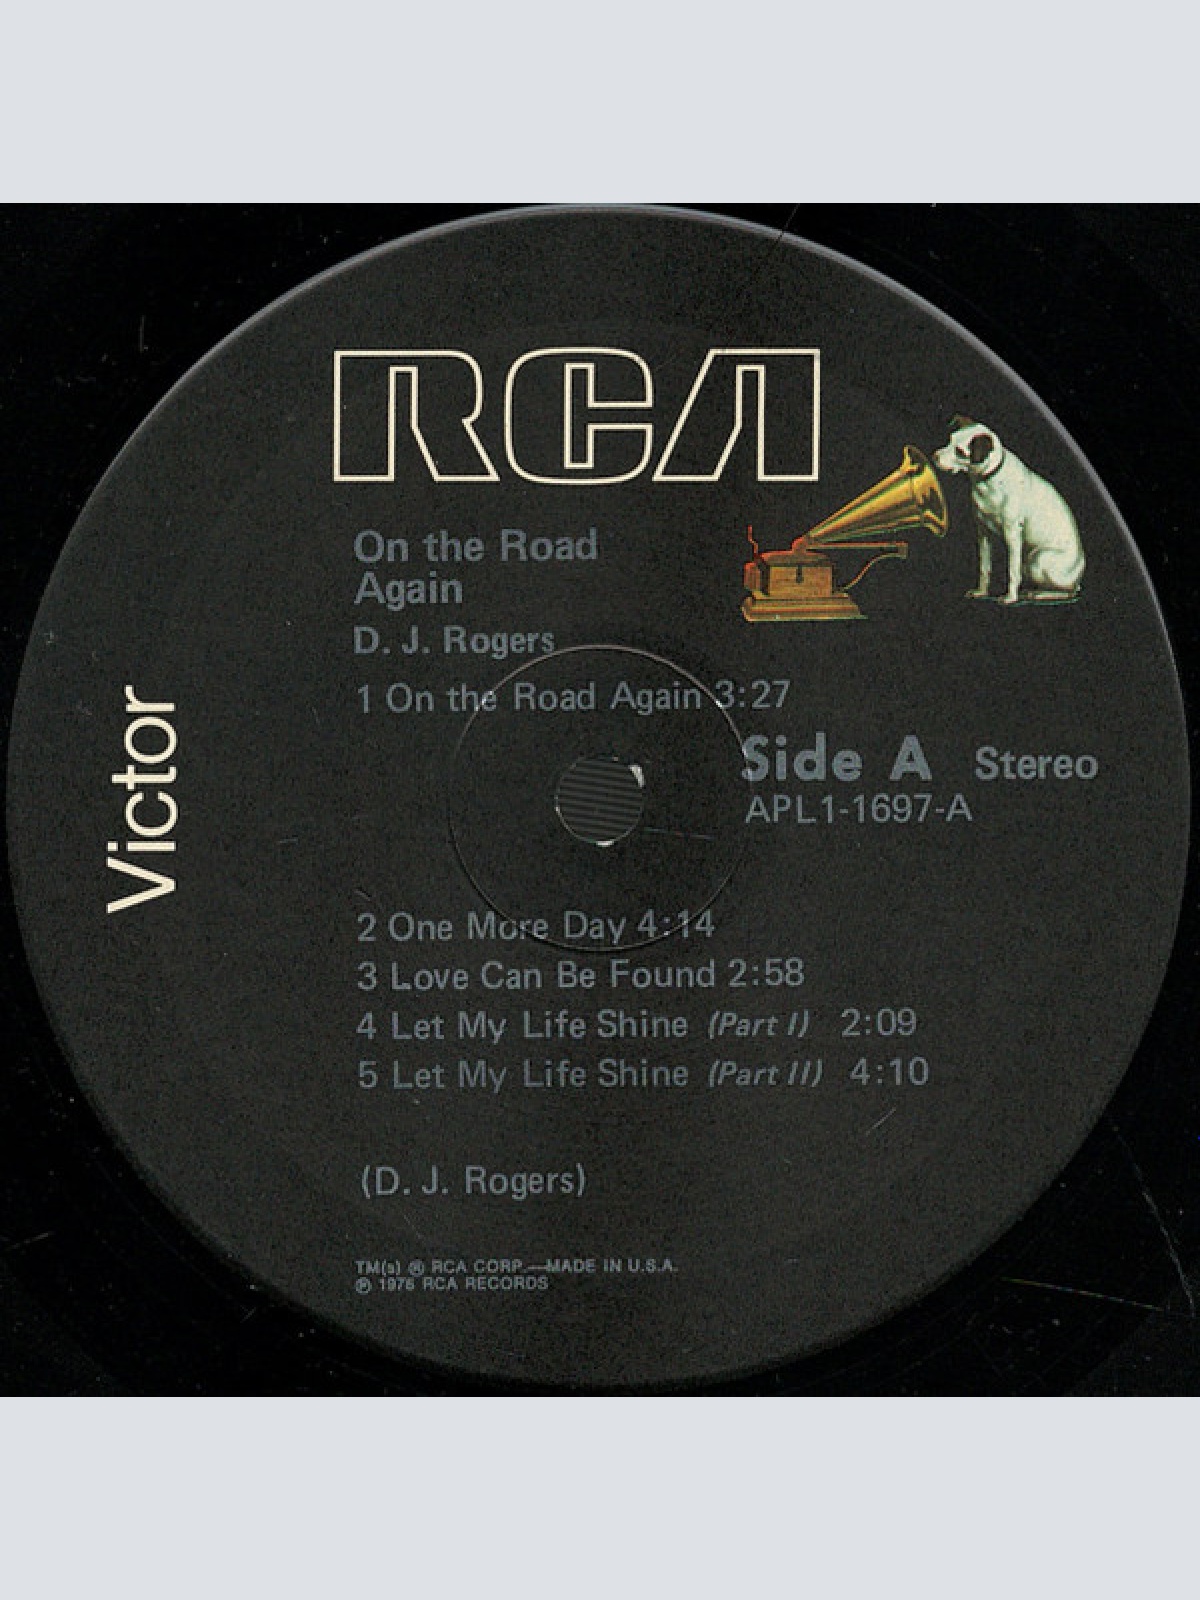 RCA
On the Road
Again
D. J. Rogers
1 On the Road Again 3:27
Side A Stereo
APL1-1697-A
Victor
2 One More Day 4:14
3 Love Can Be Found 2:58
4 Let My Life Shine (Part I) 2:09
5 Let My Life Shine (Part II) 4:10
(D. J. Rogers)
TM(s) ® RCA CORP.—MADE IN U.S.A.
℗ 1976 RCA RECORDS